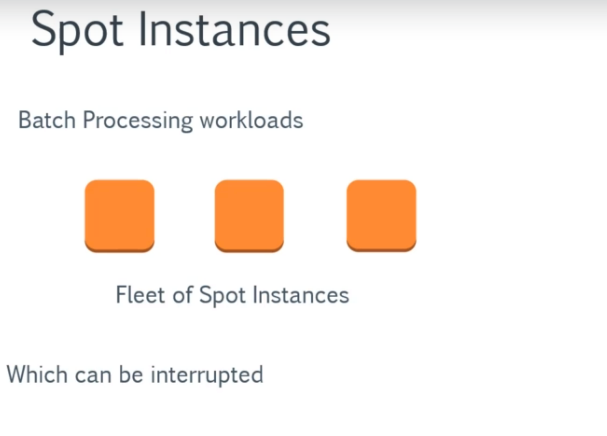 Spot Instances
Batch Processing workloads
Fleet of Spot Instances
Which can be interrupted